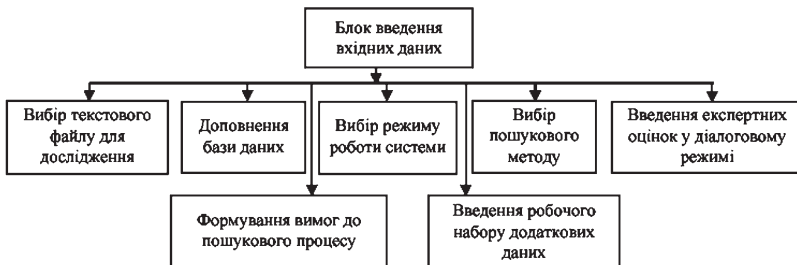 Блок введення
вхідних даних
Вибір текстового
файлу для
дослідження
Доповнення
бази даних
Вибір режиму
роботи системи
Вибір
пошукового
методу
Введення експертних
оцінок у діалоговому
режимі
Формування вимог до
пошукового процесу
Введення робочого
набору додаткових
даних